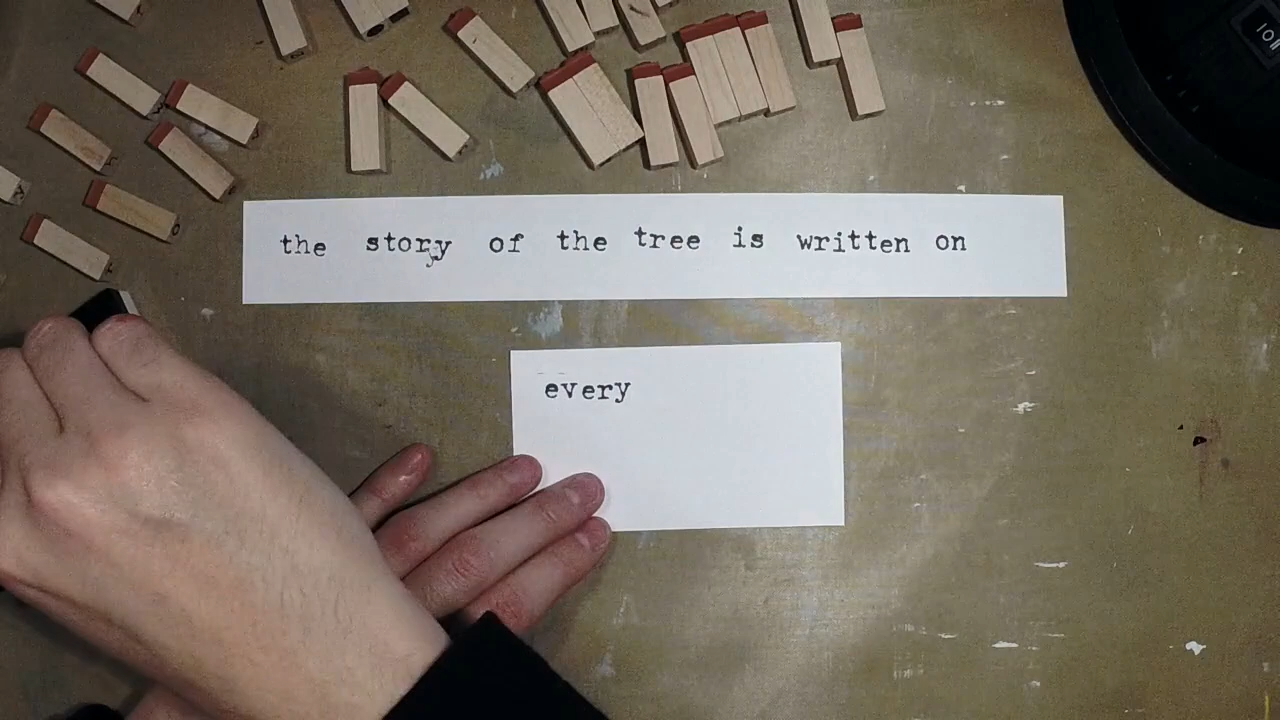 the story of the tree is written on
every